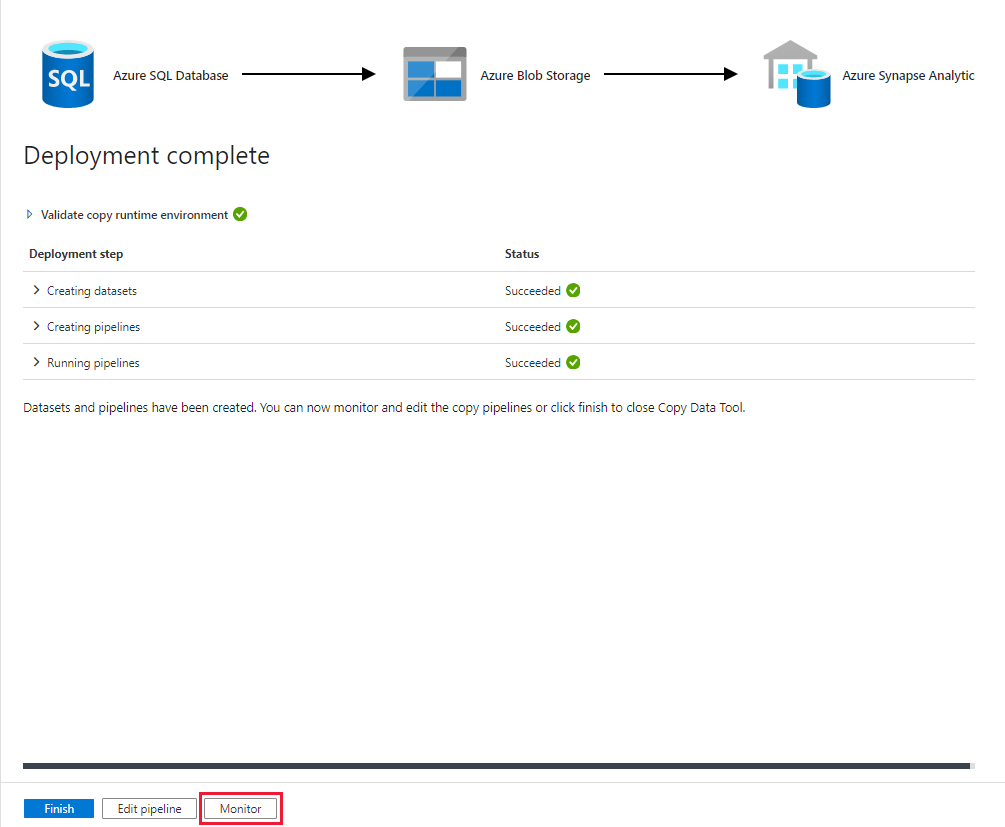 SQL
Azure SQL Database
Azure Blob Storage
Azure Synapse Analytic
Deployment complete
Validate copy runtime environment
Deployment step Status
Creating datasets Succeeded
Creating pipelines Succeeded
Running pipelines Succeeded
Datasets and pipelines have been created. You can now monitor and edit the copy pipelines or click finish to close Copy Data Tool.
Finish Edit pipeline Monitor